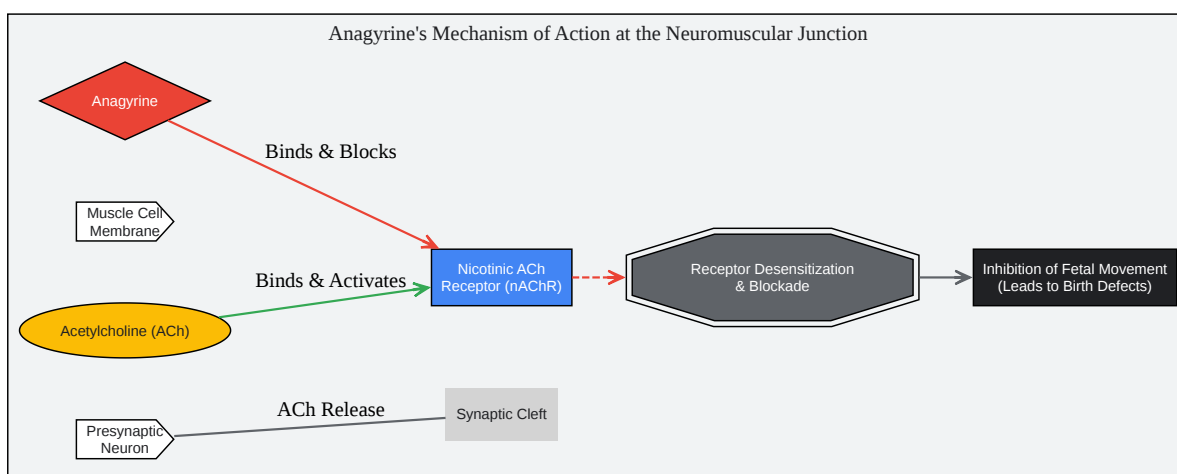 Anagyrine's Mechanism of Action at the Neuromuscular Junction
Anagyrine
Binds & Blocks
Muscle Cell
Membrane
Binds & Activates
Nicotinic ACh
Receptor (nAChR)
Receptor Desensitization
& Blockade
Inhibition of Fetal Movement
(Leads to Birth Defects)
Acetylcholine (ACh)
ACh Release
Synaptic Cleft
Presynaptic
Neuron